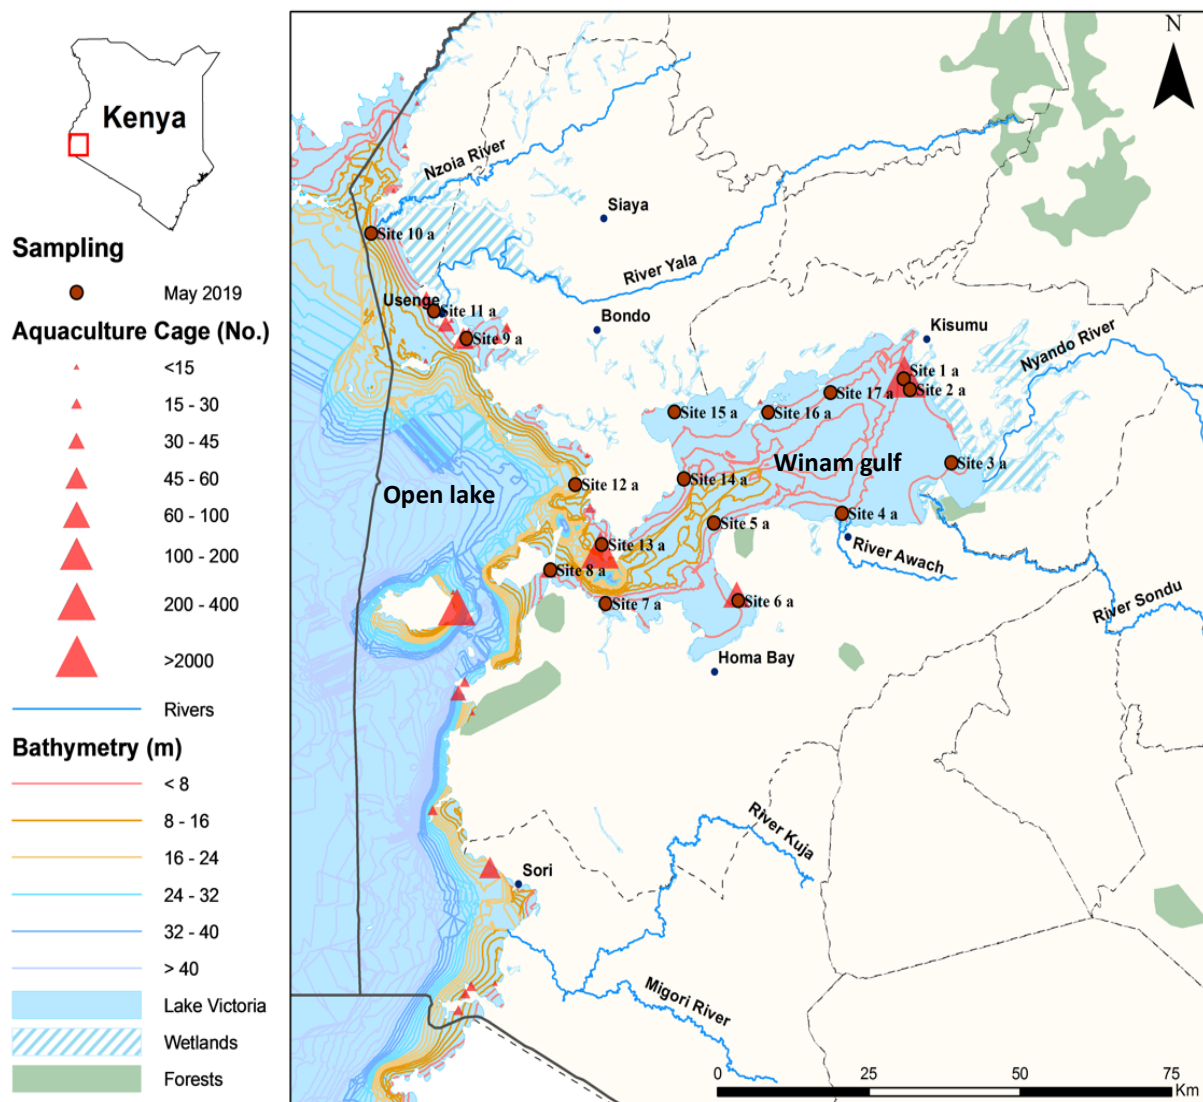 Kenya
Sampling
May 2019
Aquaculture Cage (No.)
<15
15 - 30
30 - 45
45 - 60
60 - 100
100 - 200
200 - 400
>2000
Rivers
Bathymetry (m)
< 8
8 - 16
16 - 24
24 - 32
32 - 40
> 40
Lake Victoria
Wetlands
Forests
N
Nzoia River
Siaya
Site 10 a
River Yala
Usenge
Site 11 a
Bondo
Kisumu
Site 9 a
Nyando River
Site 1 a
Site 2 a
Site 17 a
Site 15 a
Site 16 a
Winam gulf
Site 3 a
Open lake
Site 12 a
Site 14 a
Site 4 a
Site 5 a
Site 13 a
River Awach
Site 8 a
Site 7 a
Site 6 a
River Sondu
Homa Bay
River Kuja
Sori
Migori River
0 25 50 75
Km